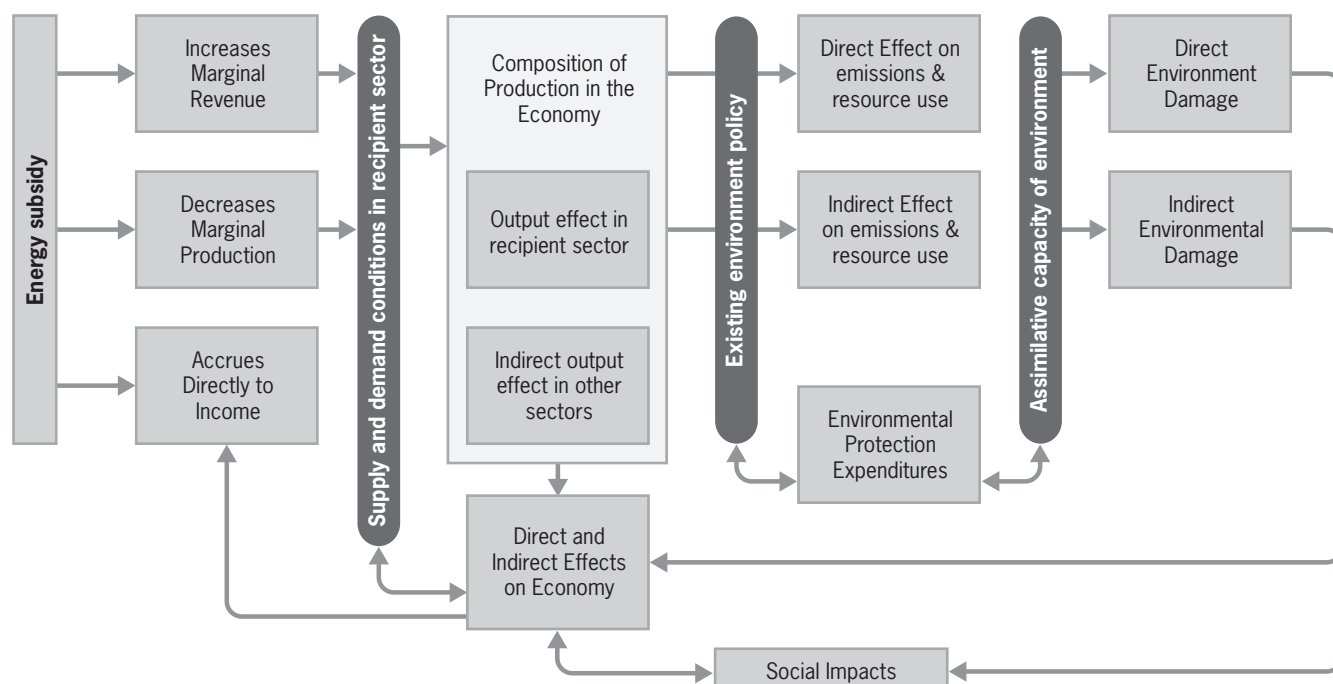 Energy subsidy
Increases
Marginal
Revenue
Decreases
Marginal
Production
Accrues
Directly to
Income
Supply and demand conditions in recipient sector
Composition of
Production in the
Economy
Output effect in
recipient sector
Indirect output
effect in other
sectors
Direct and
Indirect Effects
on Economy
Existing environment policy
Direct Effect on
emissions &
resource use
Indirect Effect
on emissions &
resource use
Environmental
Protection
Expenditures
Assimilative capacity of environment
Direct
Environment
Damage
Indirect
Environmental
Damage
Social Impacts